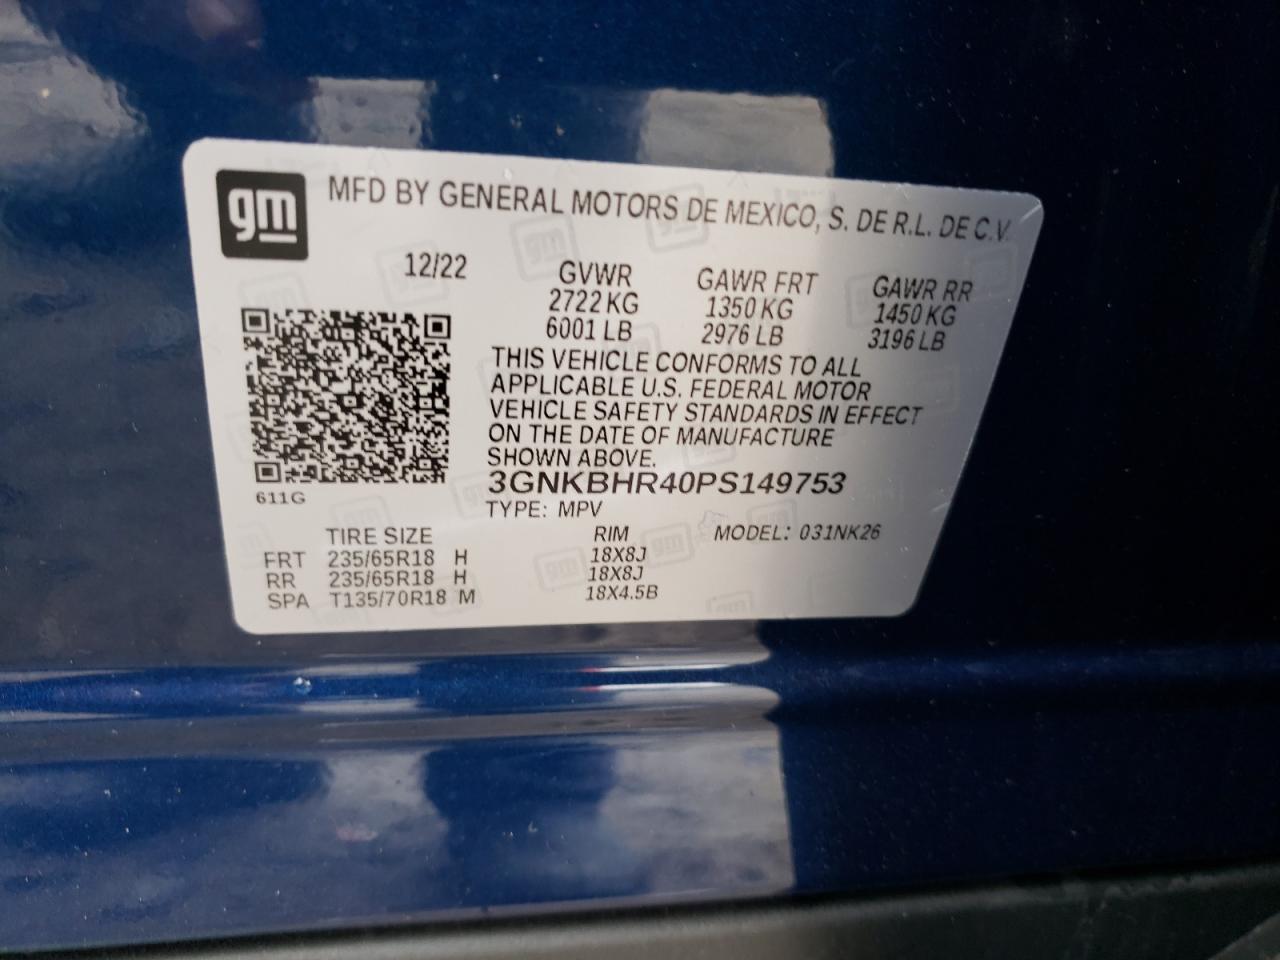 gm
MFD BY GENERAL MOTORS DE MEXICO, S. DE R.L. DE C.V.
12/22
GVWR GAWR FRT GAWR RR
2722 KG 1350 KG 1450 KG
6001 LB 2976 LB 3196 LB
THIS VEHICLE CONFORMS TO ALL
APPLICABLE U.S. FEDERAL MOTOR
VEHICLE SAFETY STANDARDS IN EFFECT
ON THE DATE OF MANUFACTURE
SHOWN ABOVE.
3GNKBHR40PS149753
611G
TYPE: MPV
TIRE SIZE RIM MODEL: 031NK26
FRT 235/65R18 H 18X8J
RR 235/65R18 H 18X8J
SPA T135/70R18 M 18X4.5B